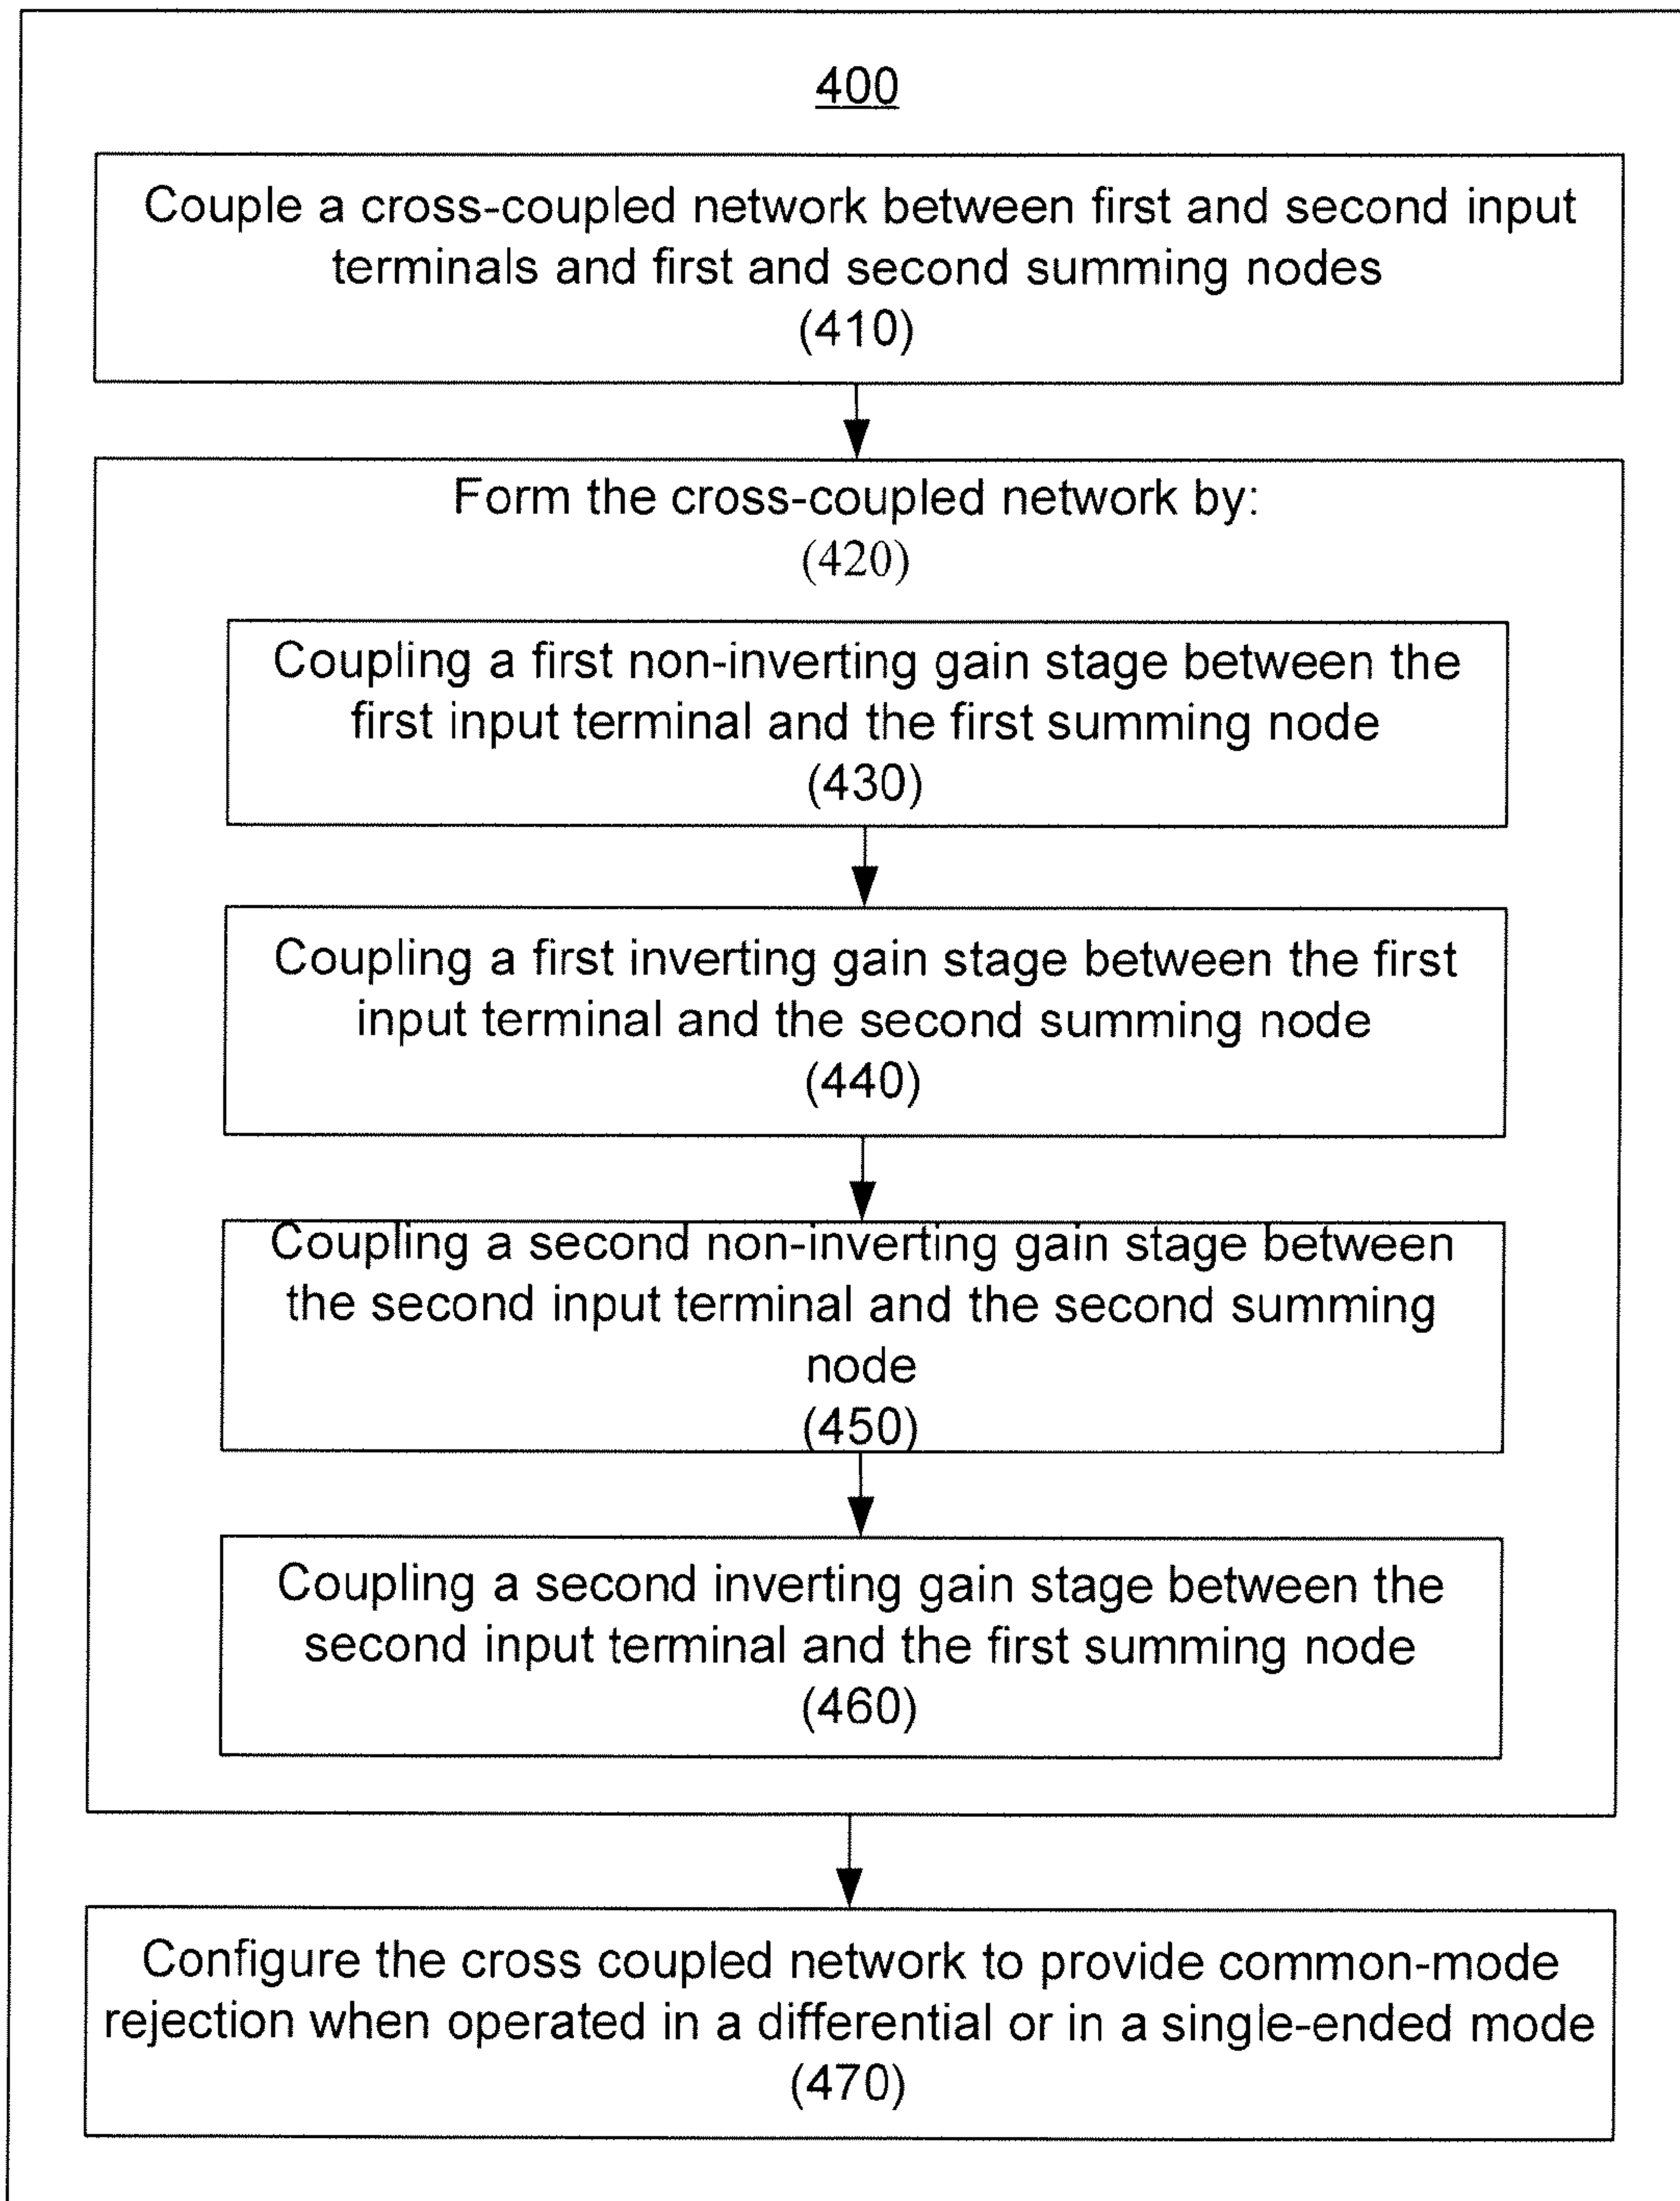 400
Couple a cross-coupled network between first and second input
terminals and first and second summing nodes
(410)
Form the cross-coupled network by:
(420)
Coupling a first non-inverting gain stage between the
first input terminal and the first summing node
(430)
Coupling a first inverting gain stage between the first
input terminal and the second summing node
(440)
Coupling a second non-inverting gain stage between
the second input terminal and the second summing
node
(450)
Coupling a second inverting gain stage between the
second input terminal and the first summing node
(460)
Configure the cross coupled network to provide common-mode
rejection when operated in a differential or in a single-ended mode
(470)